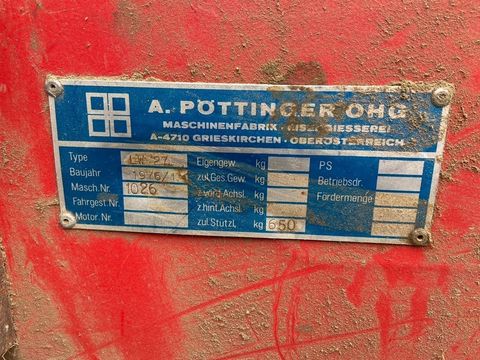 A. PÖTTINGER OHG
MASCHINENFABRIK · EISENGIESSEREI
A-4710 GRIESKIRCHEN · OBERÖSTERREICH
Type Eigengew. kg PS
Baujahr 1976/1 zul.Ges.Gew. kg Betriebsdr.
Masch.Nr. 1026 z.vord.Achsl. kg Fördermenge
Fahrgest.Nr. z.hint.Achsl. kg
Motor.Nr. zul.Stützl. kg 650